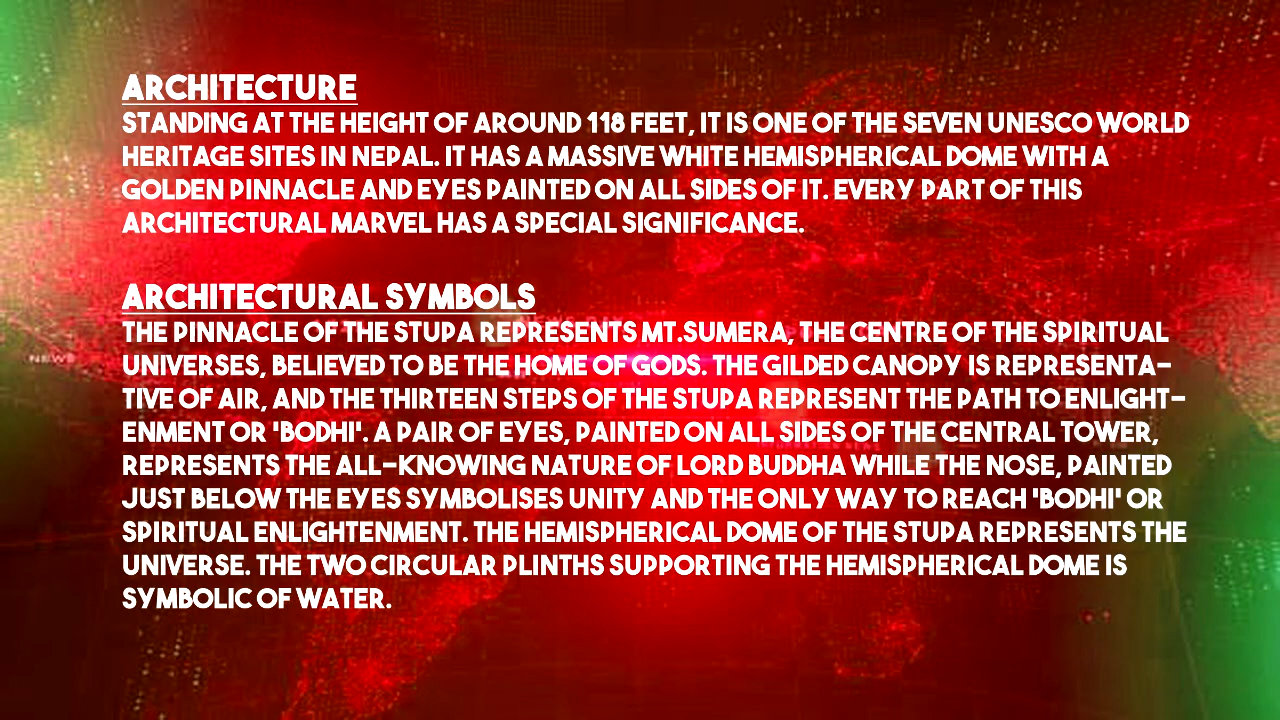 ARCHITECTURE
STANDING AT THE HEIGHT OF AROUND 118 FEET, IT IS ONE OF THE SEVEN UNESCO WORLD
HERITAGE SITES IN NEPAL. IT HAS A MASSIVE WHITE HEMISPHERICAL DOME WITH A
GOLDEN PINNACLE AND EYES PAINTED ON ALL SIDES OF IT. EVERY PART OF THIS
ARCHITECTURAL MARVEL HAS A SPECIAL SIGNIFICANCE.
ARCHITECTURAL SYMBOLS
THE PINNACLE OF THE STUPA REPRESENTS MT.SUMERA, THE CENTRE OF THE SPIRITUAL
UNIVERSES, BELIEVED TO BE THE HOME OF GODS. THE GILDED CANOPY IS REPRESENTA-
TIVE OF AIR, AND THE THIRTEEN STEPS OF THE STUPA REPRESENT THE PATH TO ENLIGHT-
ENMENT OR 'BODHI'. A PAIR OF EYES, PAINTED ON ALL SIDES OF THE CENTRAL TOWER,
REPRESENTS THE ALL-KNOWING NATURE OF LORD BUDDHA WHILE THE NOSE, PAINTED
JUST BELOW THE EYES SYMBOLISES UNITY AND THE ONLY WAY TO REACH 'BODHI' OR
SPIRITUAL ENLIGHTENMENT. THE HEMISPHERICAL DOME OF THE STUPA REPRESENTS THE
UNIVERSE. THE TWO CIRCULAR PLINTHS SUPPORTING THE HEMISPHERICAL DOME IS
SYMBOLIC OF WATER.
NEWS